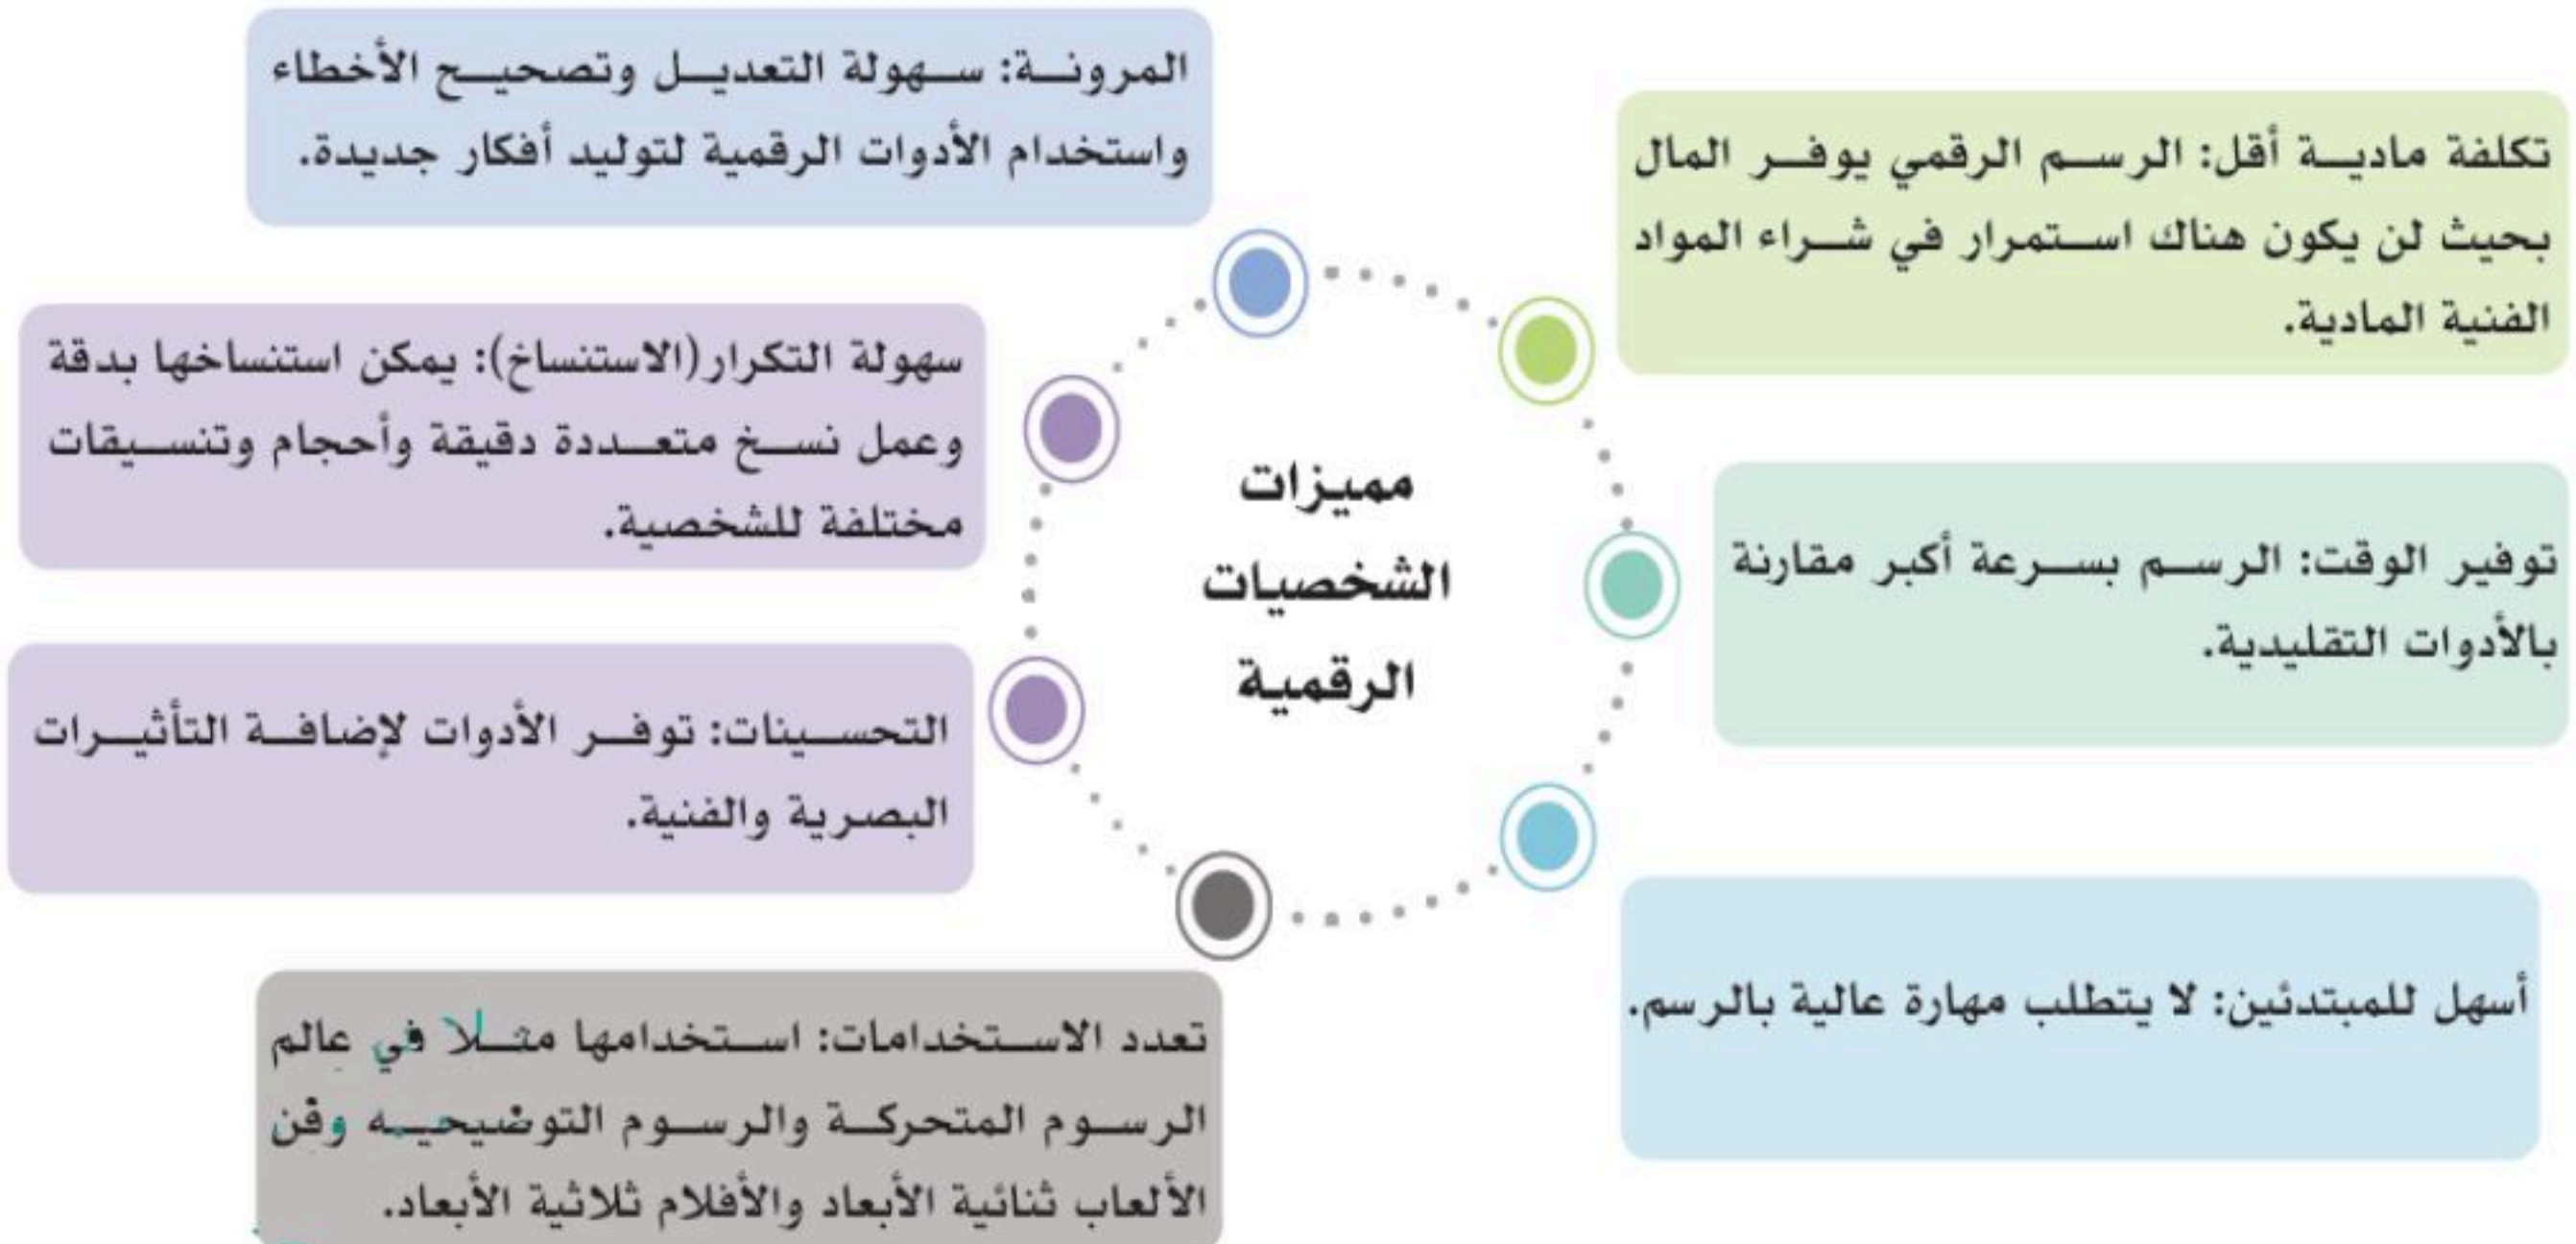 مميزات
الشخصيات
الرقمية
تكلفة مادية أقل: الرسم الرقمي يوفر المال
بحيث لن يكون هناك استمرار في شراء المواد
الفنية المادية.
توفير الوقت: الرسم بسرعة أكبر مقارنة
بالأدوات التقليدية.
أسهل للمبتدئين: لا يتطلب مهارة عالية بالرسم.
المرونة: سهولة التعديل وتصحيح الأخطاء
واستخدام الأدوات الرقمية لتوليد أفكار جديدة.
سهولة التكرار(الاستنساخ): يمكن استنساخها بدقة
وعمل نسخ متعددة دقيقة وأحجام وتنسيقات
مختلفة للشخصية.
التحسينات: توفر الأدوات لإضافة التأثيرات
البصرية والفنية.
تعدد الاستخدامات: استخدامها مثلا في عالم
الرسوم المتحركة والرسوم التوضيحيه وفن
الألعاب ثنائية الأبعاد والأفلام ثلاثية الأبعاد.